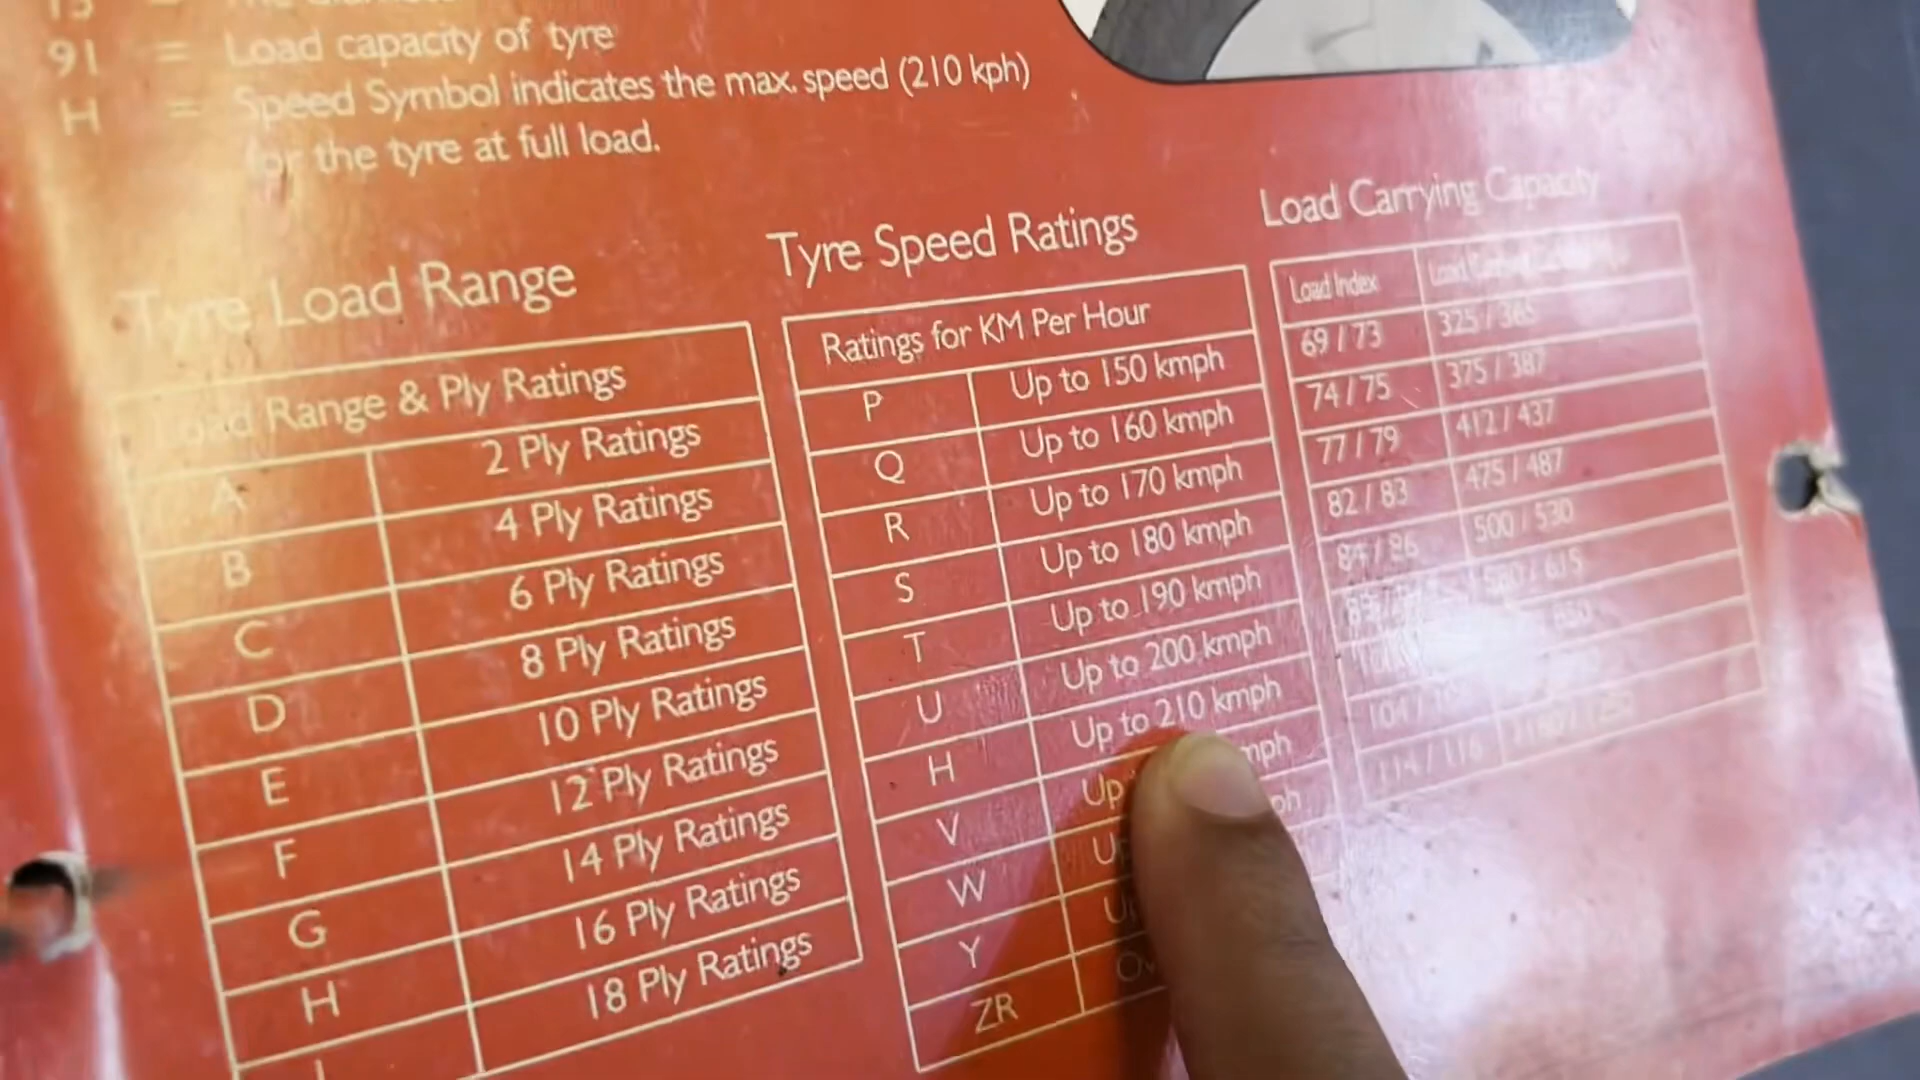 91 = Load capacity of tyre
H = Speed Symbol indicates the max. speed (210 kph)
for the tyre at full load.
Tyre Load Range
Load Range & Ply Ratings
A 2 Ply Ratings
B 4 Ply Ratings
C 6 Ply Ratings
D 8 Ply Ratings
E 10 Ply Ratings
F 12 Ply Ratings
G 14 Ply Ratings
H 16 Ply Ratings
18 Ply Ratings
Tyre Speed Ratings
Ratings for KM Per Hour
P Up to 150 kmph
Q Up to 160 kmph
R Up to 170 kmph
S Up to 180 kmph
T Up to 190 kmph
U Up to 200 kmph
H Up to 210 kmph
V Up
W
Y
ZR
Load Carrying Capacity
Load Index Load
69 / 73 325 / 365
74 / 75 375 / 387
77 / 79 412 / 437
82 / 83 475 / 487
84 / 86 500 / 530
580 / 615
114 / 116